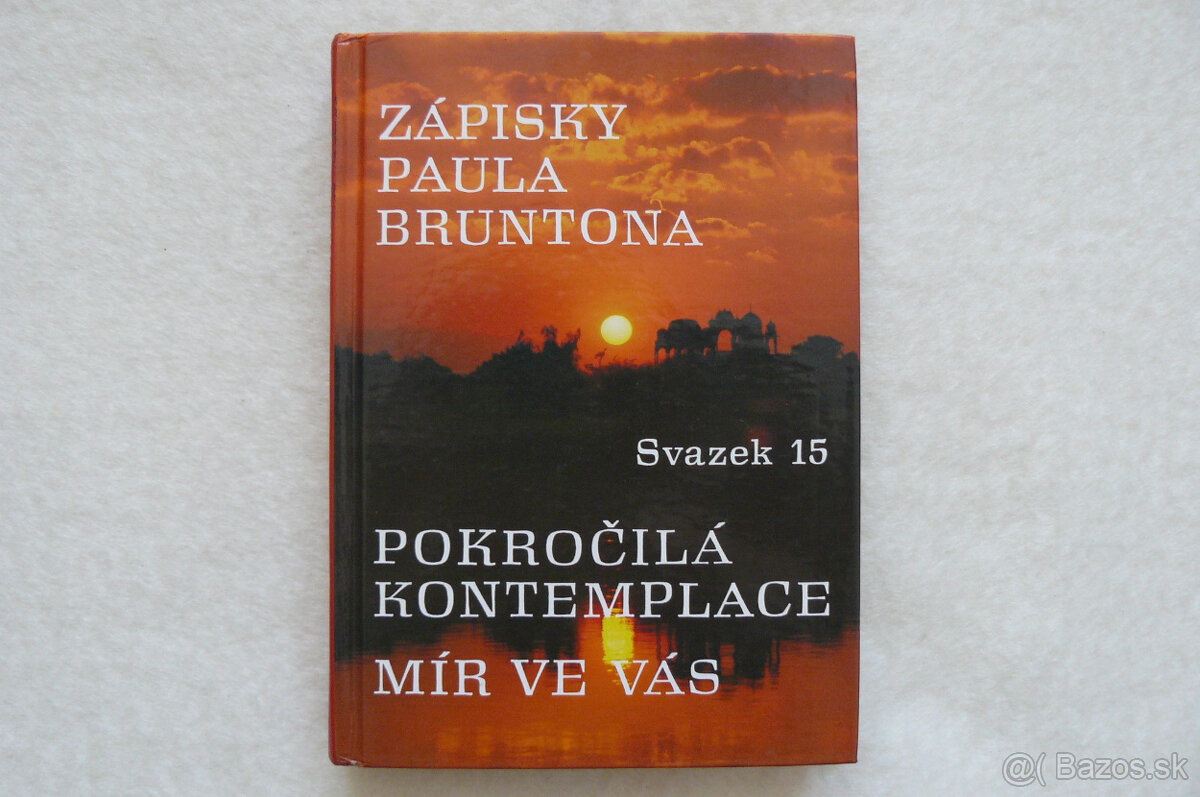 ZÁPISKY
PAULA
BRUNTONA
Svazek 15
POKROČILÁ
KONTEMPLACE
MÍR VE VÁS
@( Bazos.sk